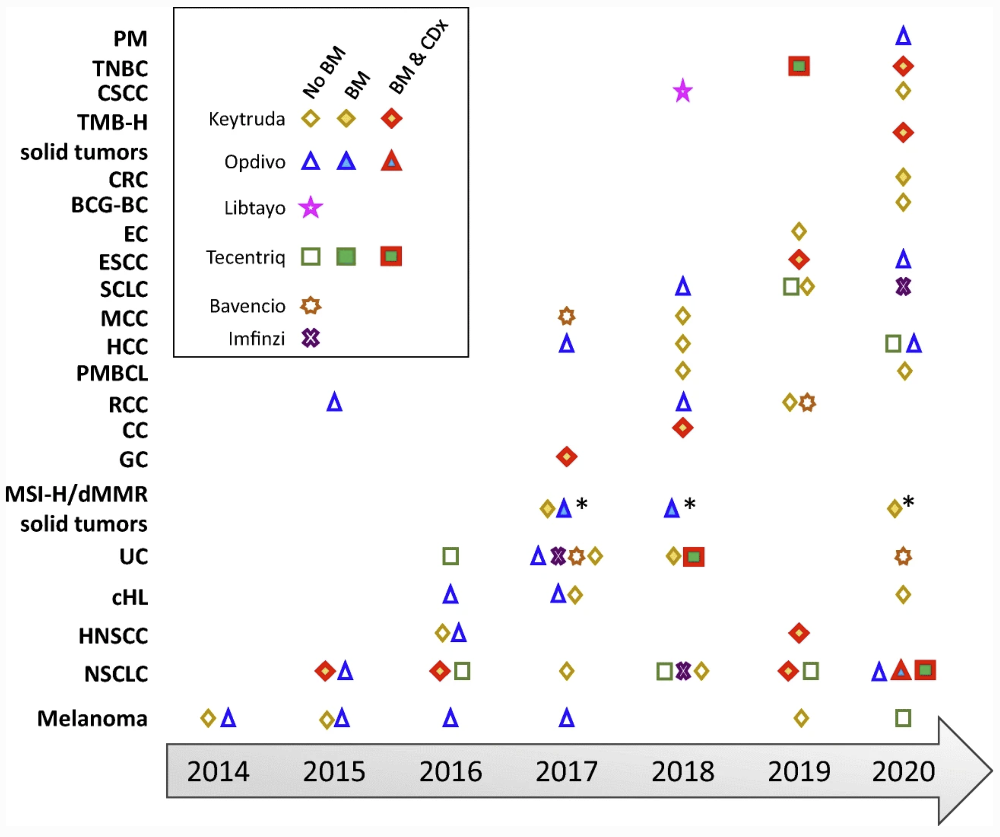 PM
TNBC
CSCC
TMB-H
solid tumors
CRC
BCG-BC
EC
ESCC
SCLC
MCC
HCC
PMBCL
RCC
CC
GC
MSI-H/dMMR
solid tumors
UC
cHL
HNSCC
NSCLC
Melanoma
No BM
BM
BM & CDx
Keytruda
Opdivo
Libtayo
Tecentriq
Bavencio
Imfinzi
* * *
2014 2015 2016 2017 2018 2019 2020